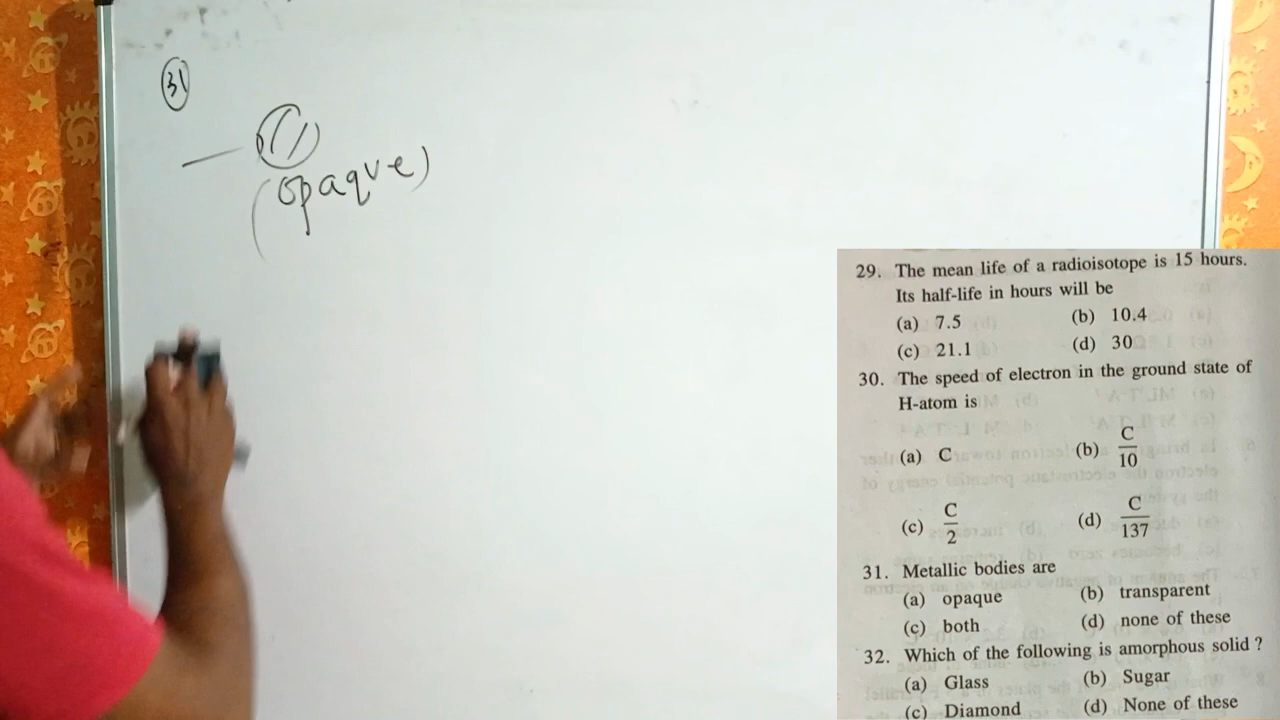 31
(opaque)
29. The mean life of a radioisotope is 15 hours.
Its half-life in hours will be
(a) 7.5 (b) 10.4
(c) 21.1 (d) 30
30. The speed of electron in the ground state of
H-atom is
(a) C (b) C/10
(c) C/2 (d) C/137
31. Metallic bodies are
(a) opaque (b) transparent
(c) both (d) none of these
32. Which of the following is amorphous solid ?
(a) Glass (b) Sugar
(c) Diamond (d) None of these